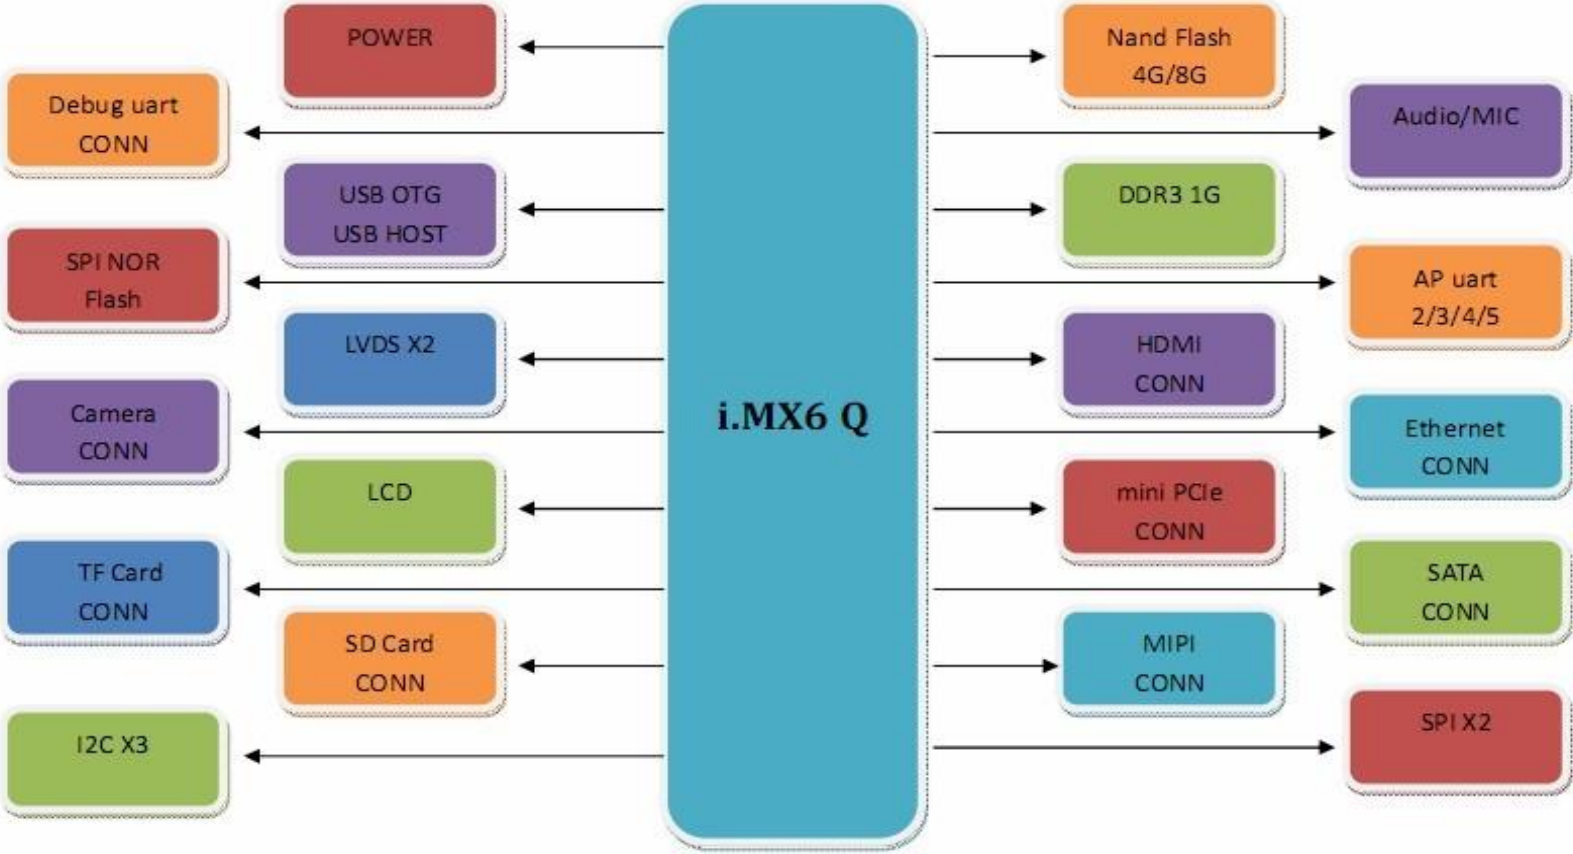 POWER
Debug uart
CONN
USB OTG
USB HOST
SPI NOR
Flash
LVDS X2
Camera
CONN
LCD
TF Card
CONN
SD Card
CONN
I2C X3
i.MX6 Q
Nand Flash
4G/8G
Audio/MIC
DDR3 1G
AP uart
2/3/4/5
HDMI
CONN
Ethernet
CONN
mini PCIe
CONN
SATA
CONN
MIPI
CONN
SPI X2